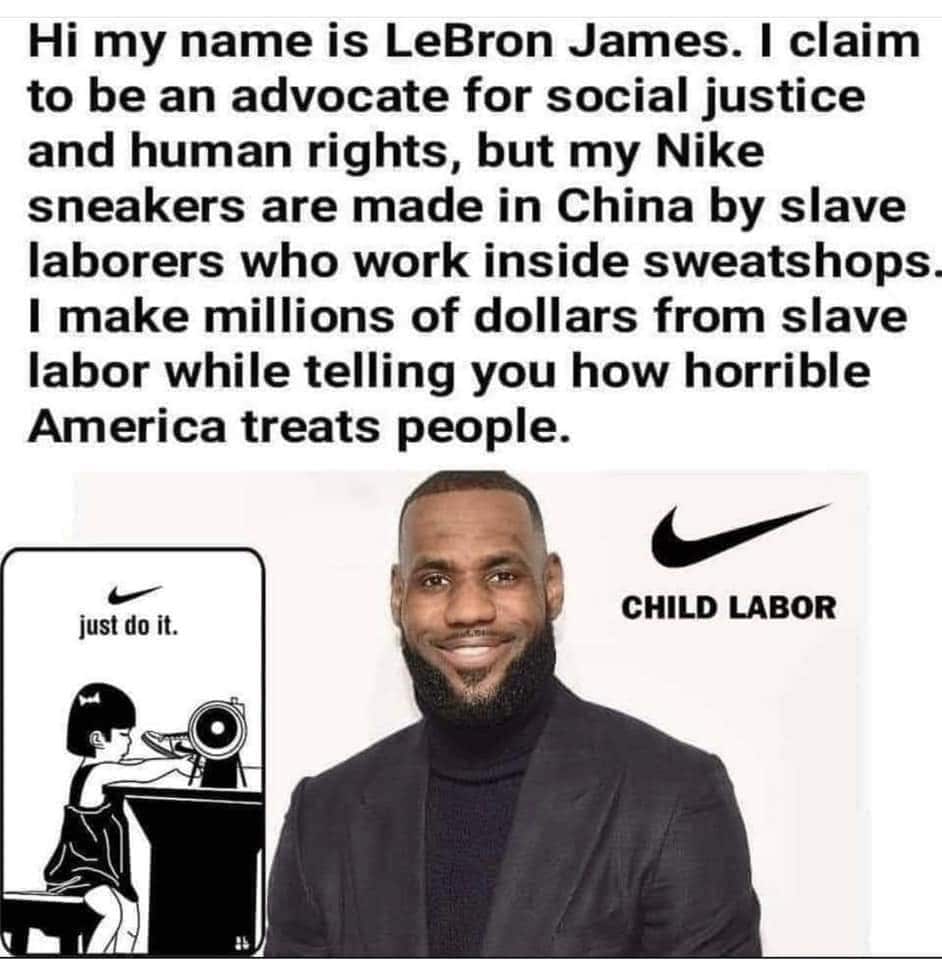 Hi my name is LeBron James. I claim
to be an advocate for social justice
and human rights, but my Nike
sneakers are made in China by slave
laborers who work inside sweatshops.
I make millions of dollars from slave
labor while telling you how horrible
America treats people.
CHILD LABOR
just do it.